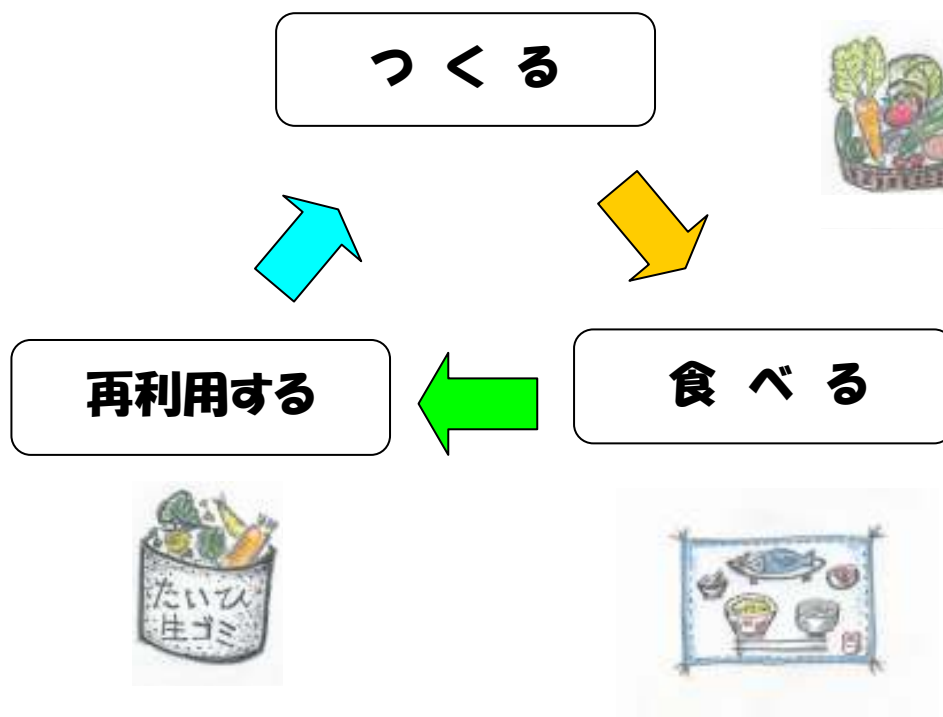 つくる
食べる
再利用する
たいひ
生ゴミ